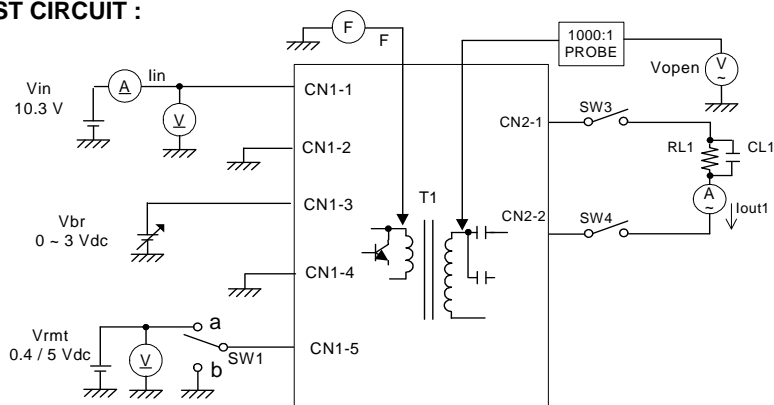 ST CIRCUIT :
F
F
1000:1
PROBE
Vopen
V
~
Vin
10.3 V
A
Iin
V
CN1-1
CN1-2
CN2-1
SW3
RL1
CL1
A
~
Iout1
Vbr
0 ~ 3 Vdc
CN1-3
T1
CN2-2
SW4
CN1-4
Vrmt
0.4 / 5 Vdc
V
a
SW1
b
CN1-5